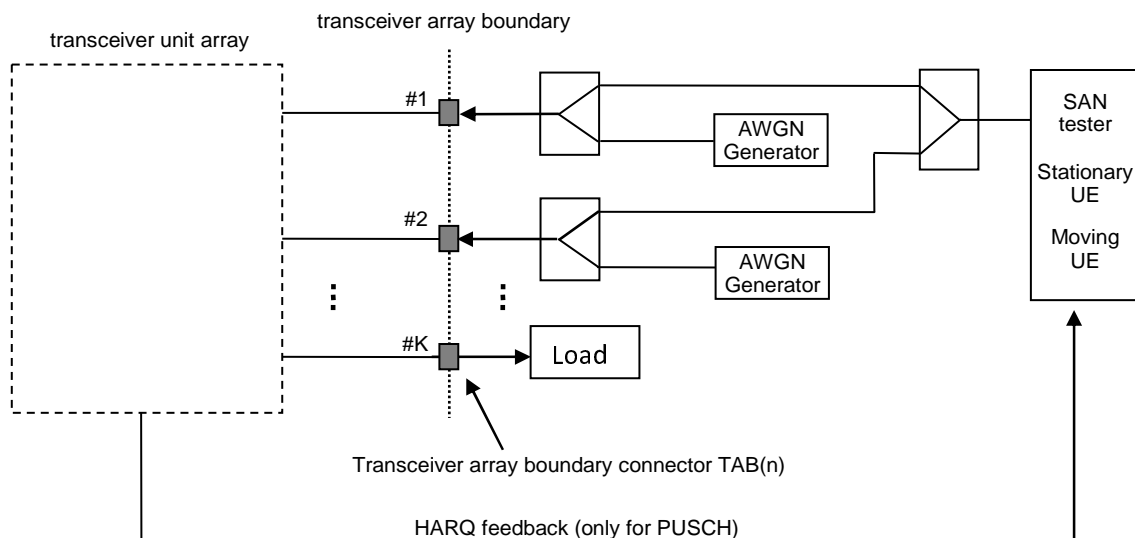 transceiver array boundary
transceiver unit array
#1
AWGN
Generator
SAN
tester
Stationary
UE
Moving
UE
#2
AWGN
Generator
#K
Load
Transceiver array boundary connector TAB(n)
HARQ feedback (only for PUSCH)